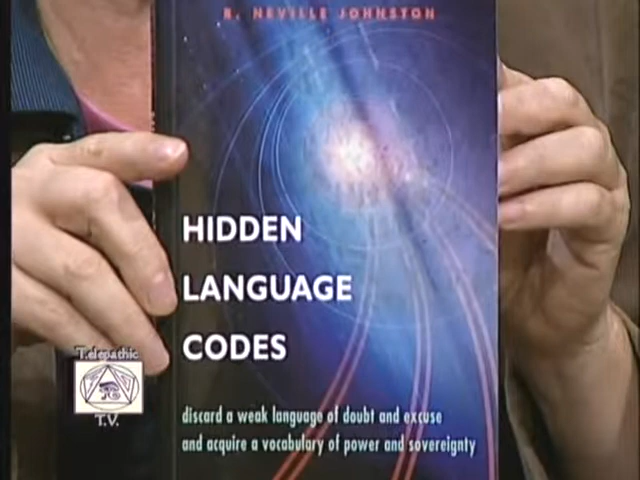 R. NEVILLE JOHNSTON
HIDDEN
LANGUAGE
CODES
discard a weak language of doubt and excuse
and acquire a vocabulary of power and sovereignty
Telepathic
T.V.